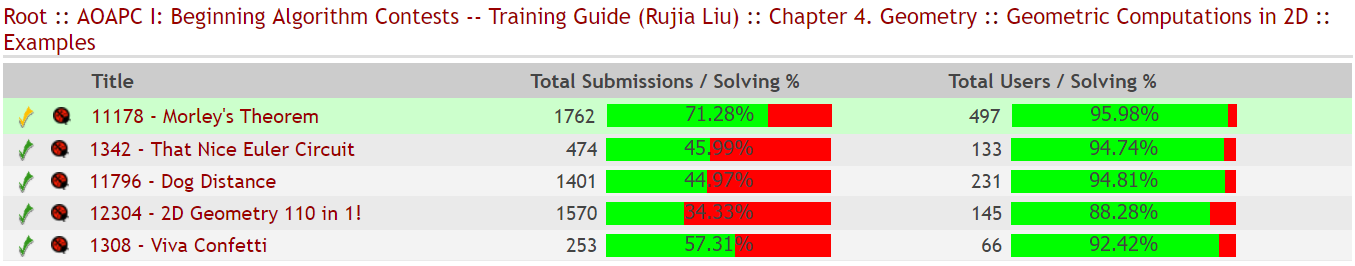 Root :: AOAPC I: Beginning Algorithm Contests -- Training Guide (Rujia Liu) :: Chapter 4. Geometry :: Geometric Computations in 2D ::
Examples
Title Total Submissions / Solving % Total Users / Solving %
11178 - Morley's Theorem 1762 71.28% 497 95.98%
1342 - That Nice Euler Circuit 474 45.99% 133 94.74%
11796 - Dog Distance 1401 44.97% 231 94.81%
12304 - 2D Geometry 110 in 1! 1570 34.33% 145 88.28%
1308 - Viva Confetti 253 57.31% 66 92.42%